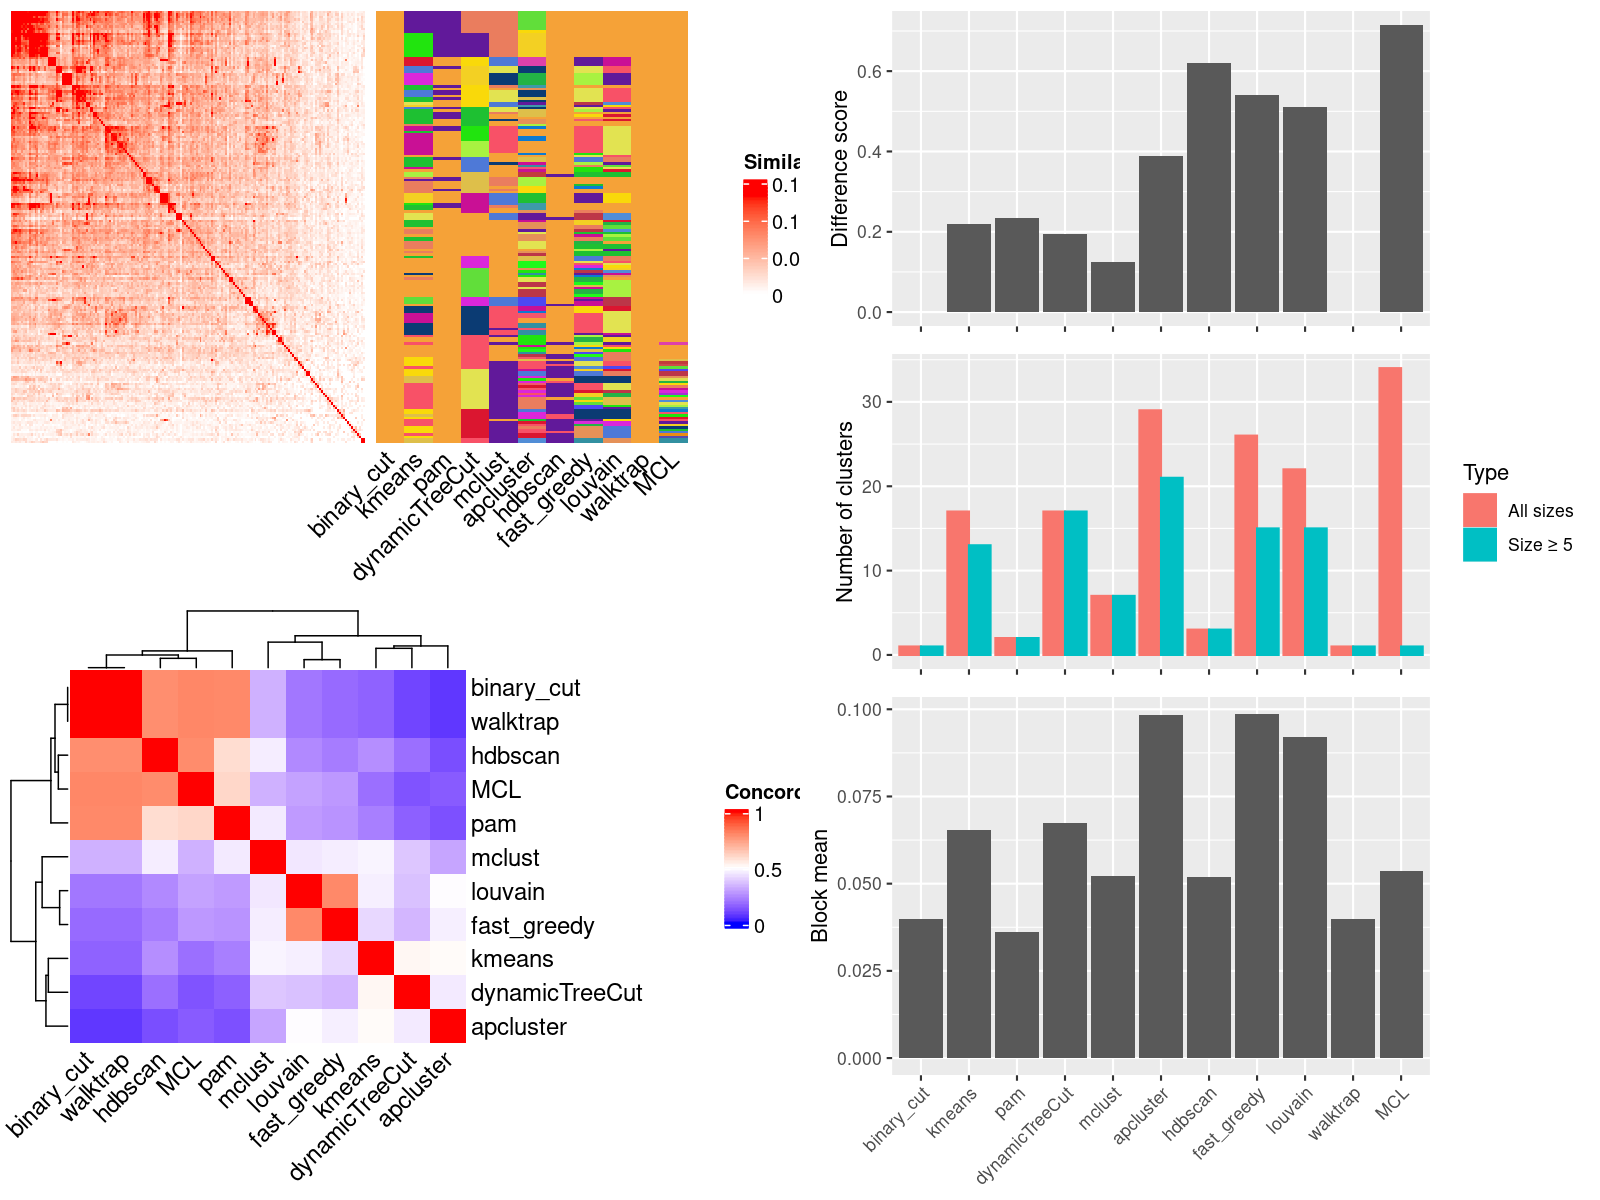 Simila
0.1
0.1
0.0
0
binary_cut
kmeans
pam
dynamicTreeCut
mclust
apcluster
hdbscan
fast_greedy
louvain
walktrap
MCL
binary_cut
walktrap
hdbscan
MCL
pam
mclust
louvain
fast_greedy
kmeans
dynamicTreeCut
apcluster
Concord
1
0.5
0
binary_cut
walktrap
hdbscan
MCL
pam
mclust
louvain
fast_greedy
kmeans
dynamicTreeCut
apcluster
Difference score
0.6
0.4
0.2
0.0
Number of clusters
30
20
10
0
Type
All sizes
Size ≥ 5
Block mean
0.100
0.075
0.050
0.025
0.000
binary_cut
kmeans
pam
dynamicTreeCut
mclust
apcluster
hdbscan
fast_greedy
louvain
walktrap
MCL